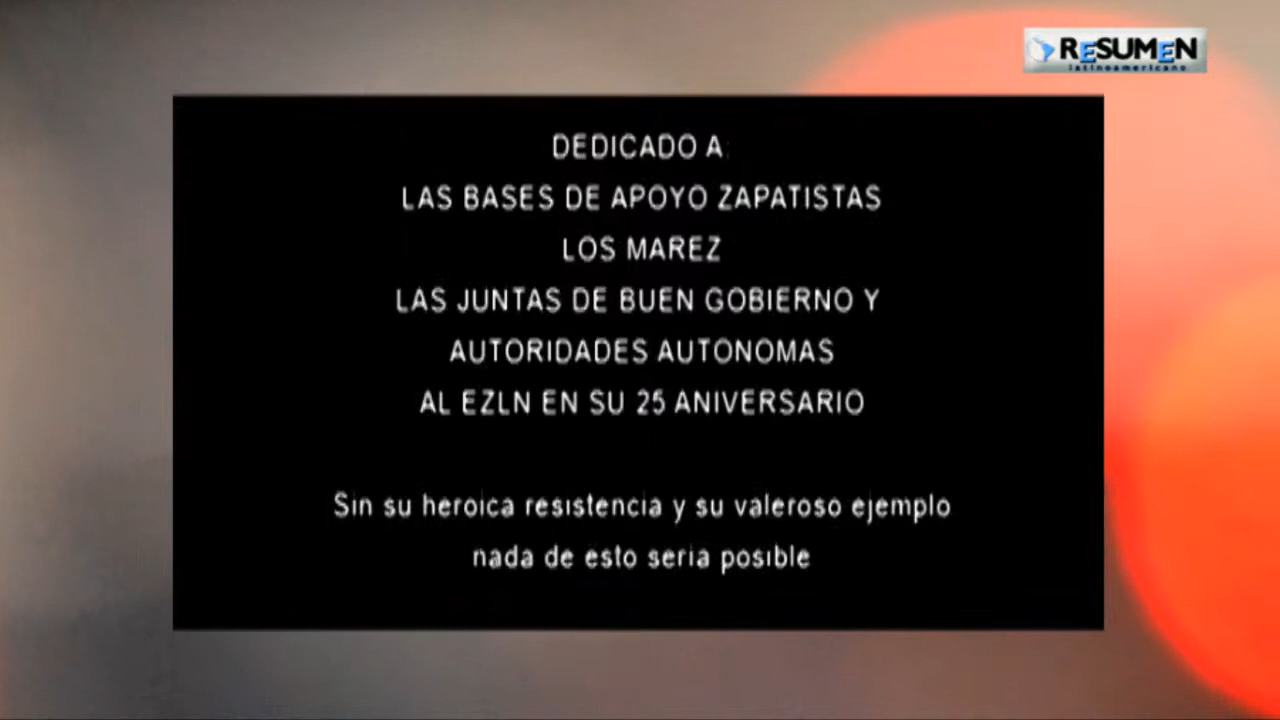 RESUMEN
latinoamericano
DEDICADO A:
LAS BASES DE APOYO ZAPATISTAS
LOS MAREZ
LAS JUNTAS DE BUEN GOBIERNO Y
AUTORIDADES AUTONOMAS
AL EZLN EN SU 25 ANIVERSARIO
Sin su heroica resistencia y su valeroso ejemplo
nada de esto seria posible